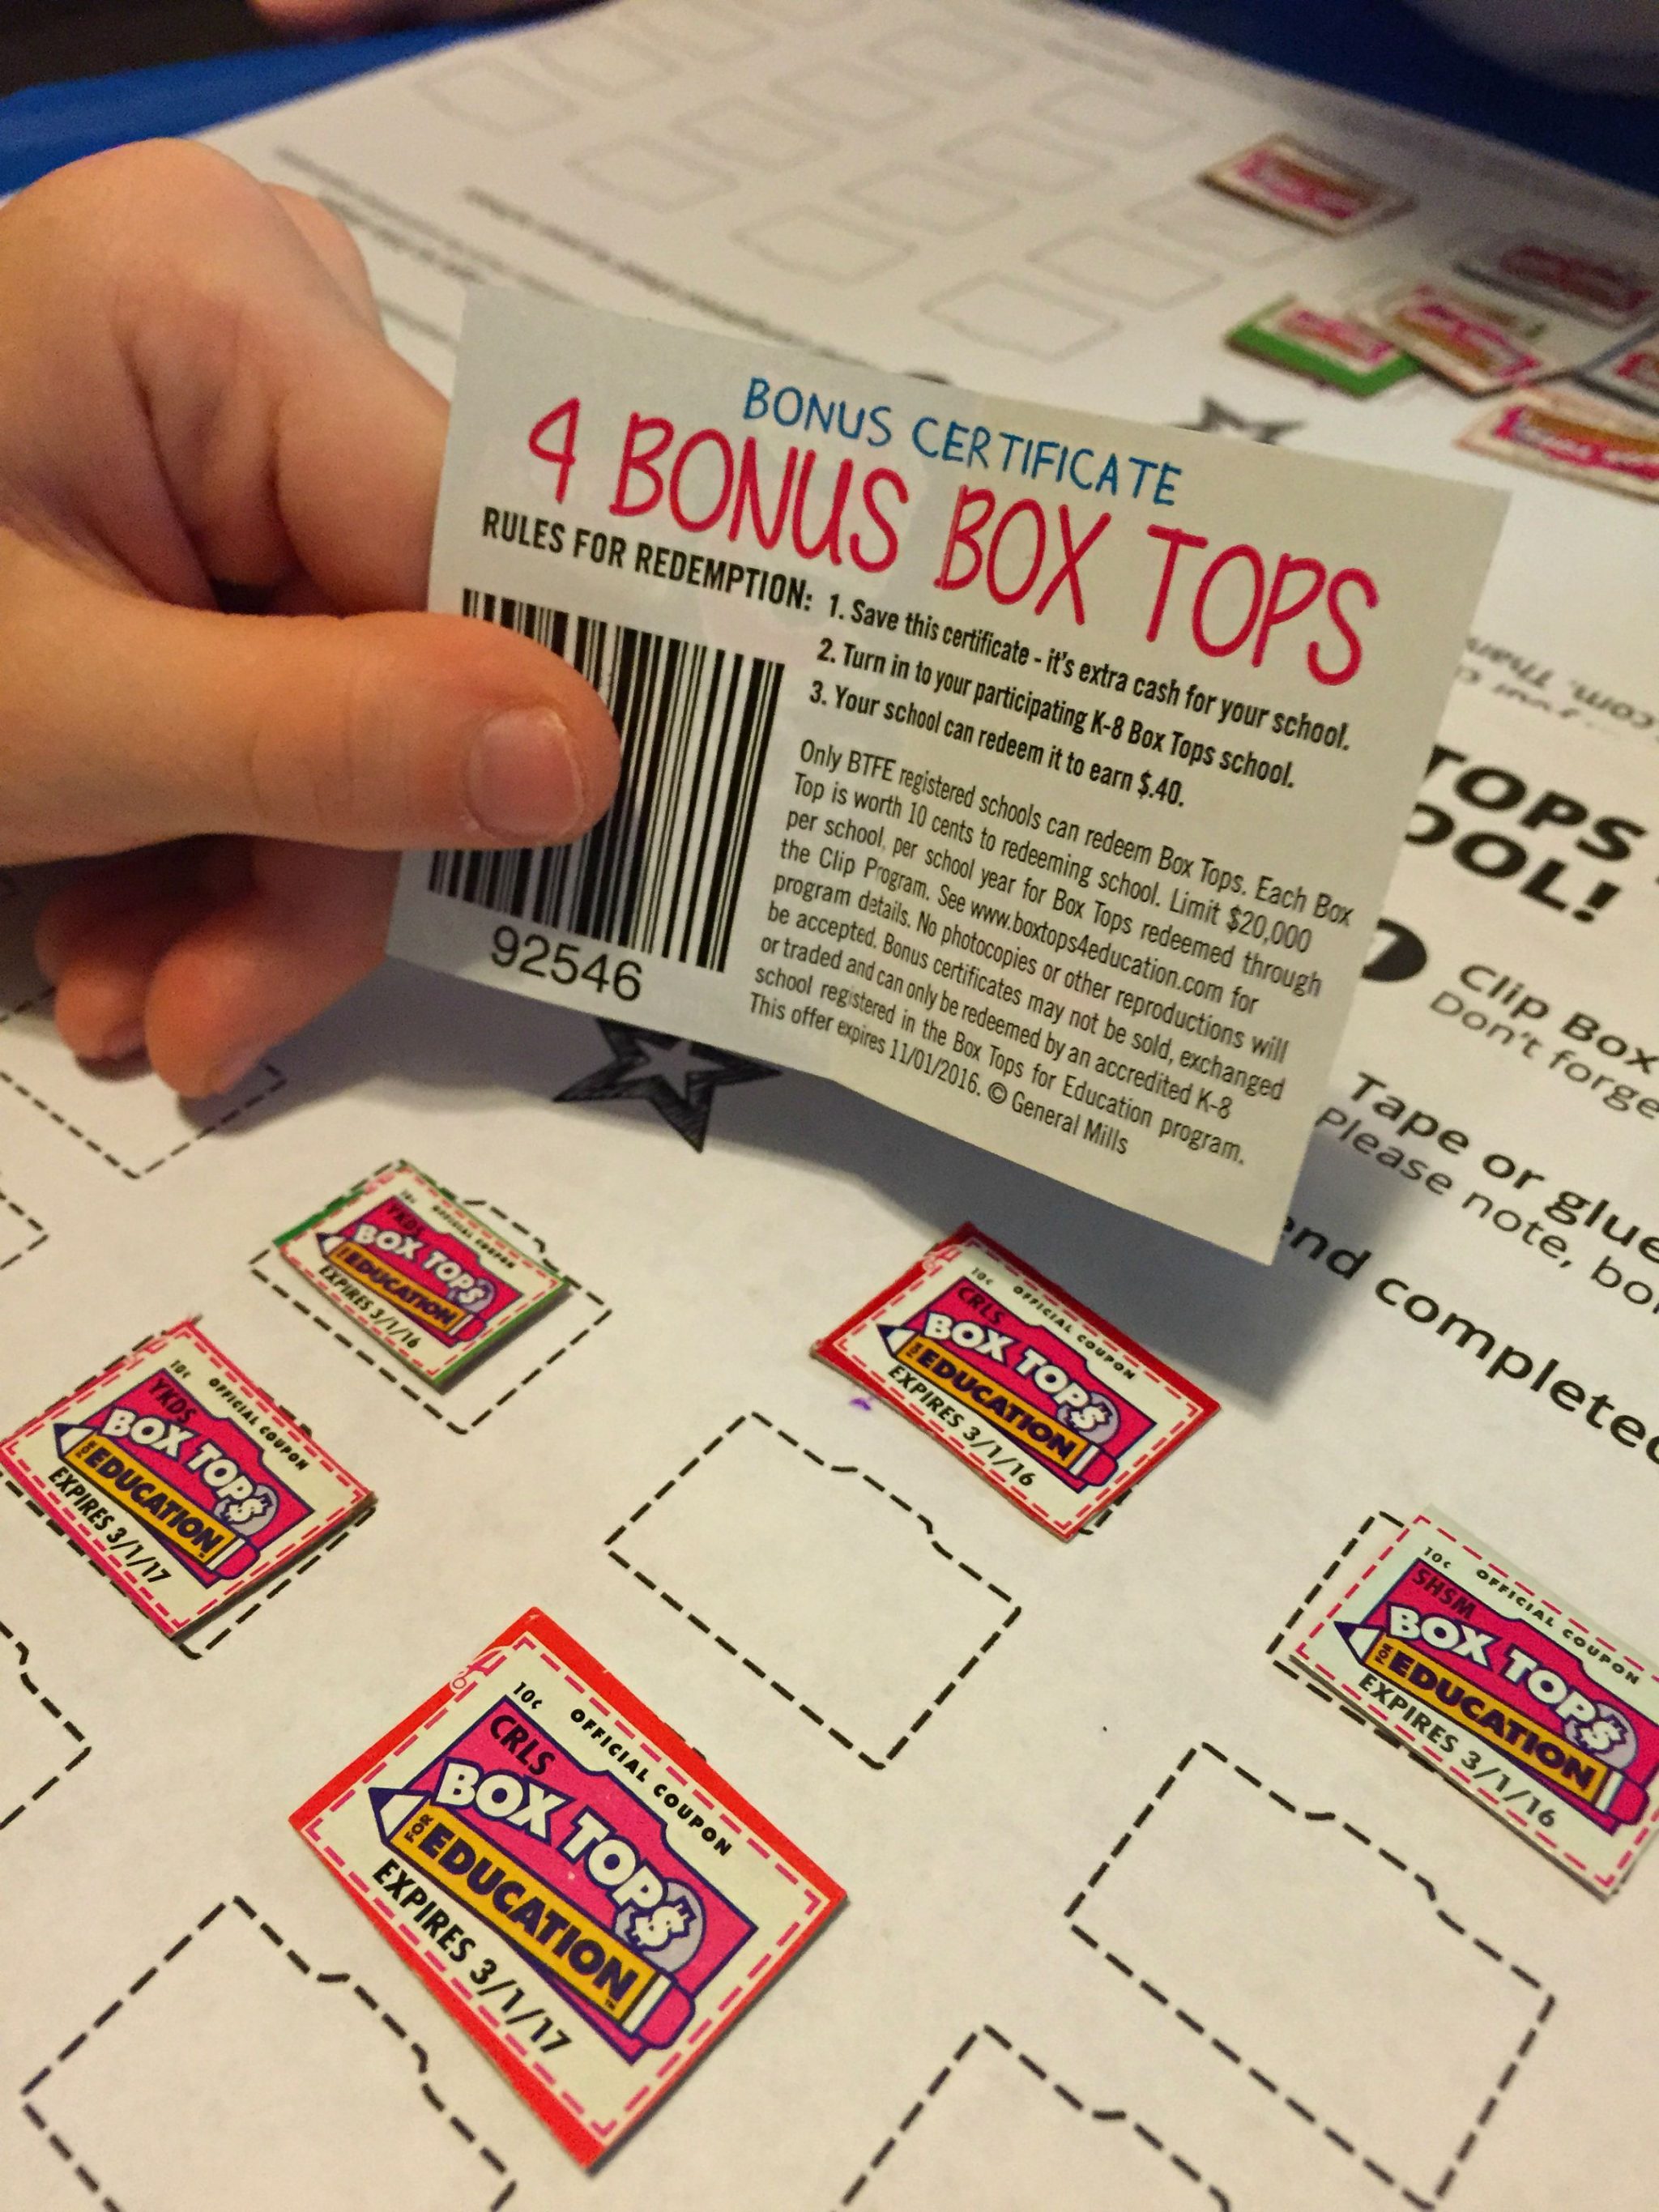 BONUS CERTIFICATE
4 BONUS BOX TOPS
RULES FOR REDEMPTION:
1. Save this certificate - it's extra cash for your school.
2. Turn in to your participating K-8 Box Tops school.
3. Your school can redeem it to earn $.40.
Only BTFE registered schools can redeem Box Tops. Each Box
Top is worth 10 cents to redeeming school. Limit $20,000
per school, per school year for Box Tops redeemed through
the Clip Program. See www.boxtops4education.com for
program details. No photocopies or other reproductions will
be accepted. Bonus certificates may not be sold, exchanged
or traded and can only be redeemed by an accredited K-8
school registered in the Box Tops for Education program.
This offer expires 11/01/2016. © General Mills
92546
TOPS
OOL!
Clip Box
Don't forge
Tape or glue
Please note, bo
end completed
10¢ OFFICIAL COUPON
YKDS
BOX TOPS
FOR EDUCATION
EXPIRES 3/1/16
10¢ OFFICIAL COUPON
CRLS
BOX TOPS
FOR EDUCATION
EXPIRES 3/1/16
10¢ OFFICIAL COUPON
YKDS
BOX TOPS
FOR EDUCATION
EXPIRES 3/1/17
10¢ OFFICIAL COUPON
SHSM
BOX TOPS
FOR EDUCATION
EXPIRES 3/1/16
10¢ OFFICIAL COUPON
CRLS
BOX TOPS
FOR EDUCATION™
EXPIRES 3/1/17